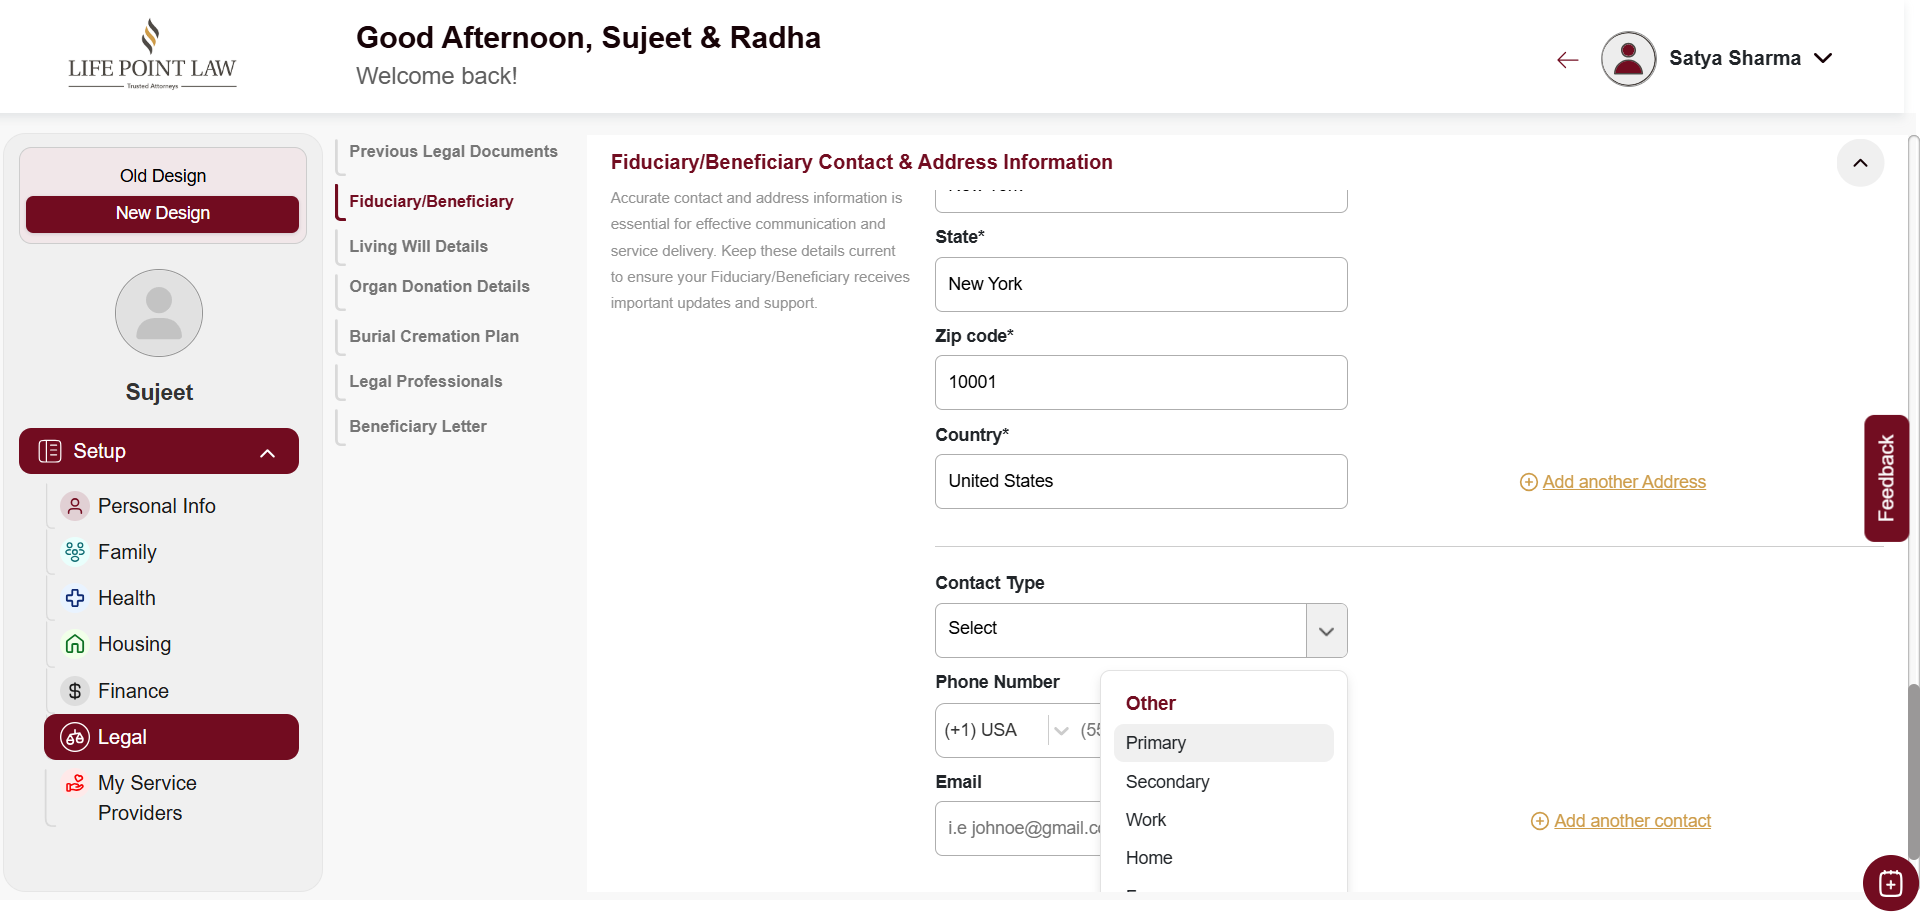 LIFE POINT LAW
Trusted Attorneys
Good Afternoon, Sujeet & Radha
Welcome back!
Satya Sharma
Old Design
New Design
Sujeet
Setup
Personal Info
Family
Health
Housing
Finance
Legal
My Service
Providers
Previous Legal Documents
Fiduciary/Beneficiary
Living Will Details
Organ Donation Details
Burial Cremation Plan
Legal Professionals
Beneficiary Letter
Fiduciary/Beneficiary Contact & Address Information
Accurate contact and address information is
essential for effective communication and
service delivery. Keep these details current
to ensure your Fiduciary/Beneficiary receives
important updates and support.
State*
New York
Zip code*
10001
Country*
United States
Add another Address
Contact Type
Select
Phone Number
(+1) USA
(55
Email
i.e johnoe@gmail.c
Other
Primary
Secondary
Work
Home
Add another contact
Feedback